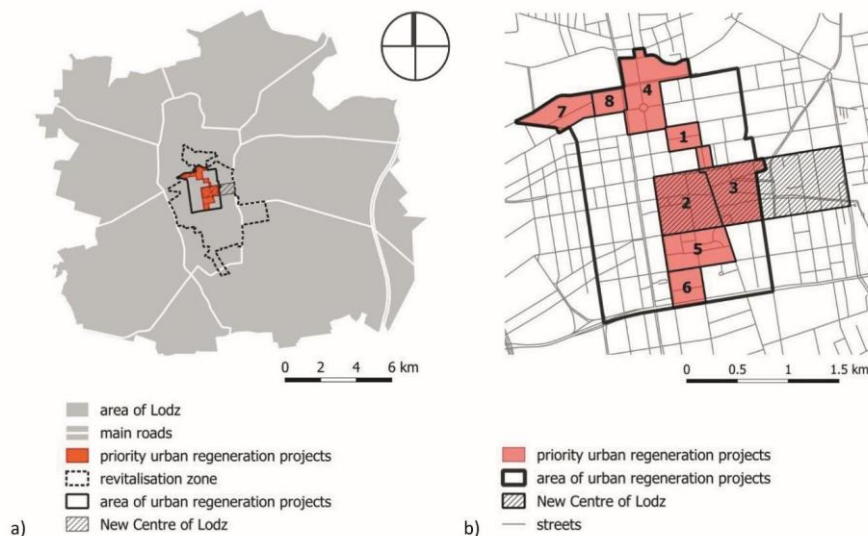 0 2 4 6 km
area of Lodz
main roads
priority urban regeneration projects
revitalisation zone
area of urban regeneration projects
New Centre of Lodz
a)
4
7
8
1
3
2
5
6
0 0.5 1 1.5 km
priority urban regeneration projects
area of urban regeneration projects
New Centre of Lodz
streets
b)